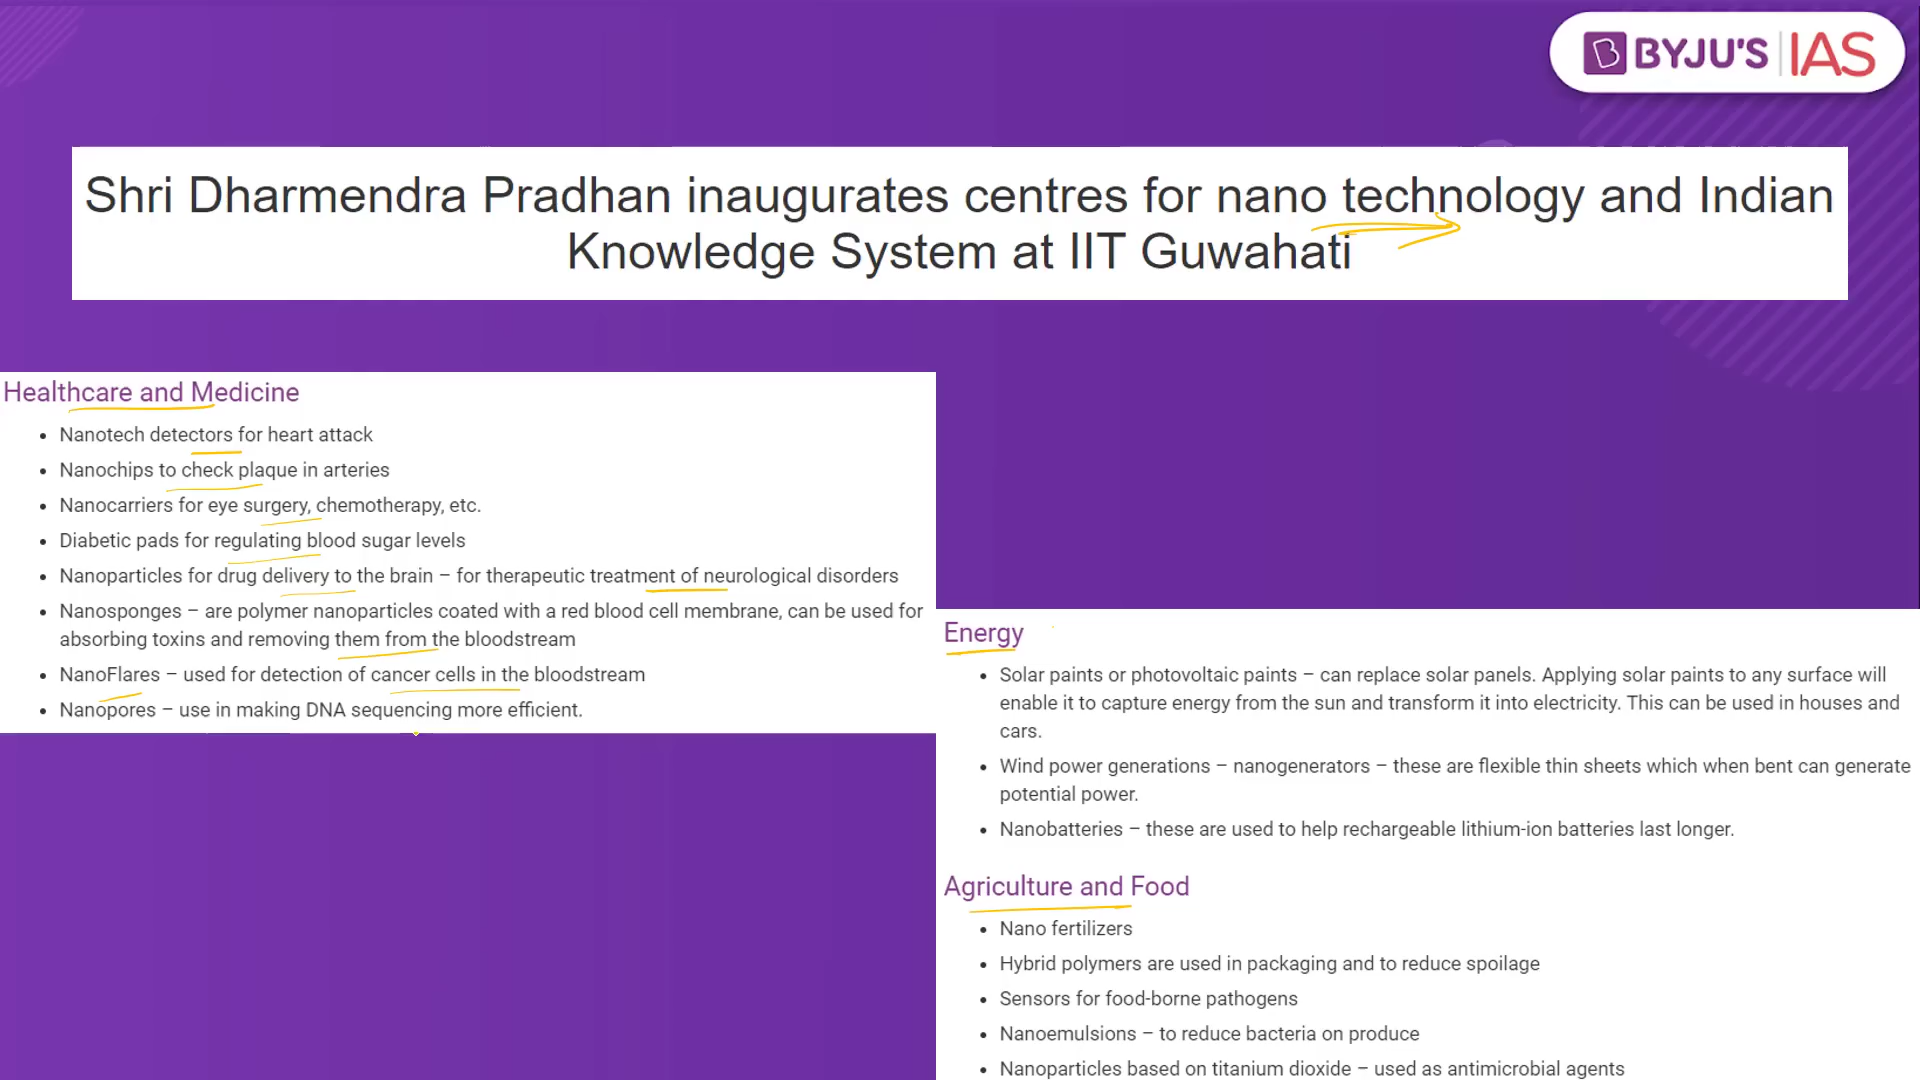 BYJU'S IAS
Shri Dharmendra Pradhan inaugurates centres for nano technology and Indian
Knowledge System at IIT Guwahati
Healthcare and Medicine
• Nanotech detectors for heart attack
• Nanochips to check plaque in arteries
• Nanocarriers for eye surgery, chemotherapy, etc.
• Diabetic pads for regulating blood sugar levels
• Nanoparticles for drug delivery to the brain – for therapeutic treatment of neurological disorders
• Nanosponges – are polymer nanoparticles coated with a red blood cell membrane, can be used for
absorbing toxins and removing them from the bloodstream
• NanoFlares – used for detection of cancer cells in the bloodstream
• Nanopores – use in making DNA sequencing more efficient.
Energy
• Solar paints or photovoltaic paints – can replace solar panels. Applying solar paints to any surface will
enable it to capture energy from the sun and transform it into electricity. This can be used in houses and
cars.
• Wind power generations – nanogenerators – these are flexible thin sheets which when bent can generate
potential power.
• Nanobatteries – these are used to help rechargeable lithium-ion batteries last longer.
Agriculture and Food
• Nano fertilizers
• Hybrid polymers are used in packaging and to reduce spoilage
• Sensors for food-borne pathogens
• Nanoemulsions – to reduce bacteria on produce
• Nanoparticles based on titanium dioxide – used as antimicrobial agents